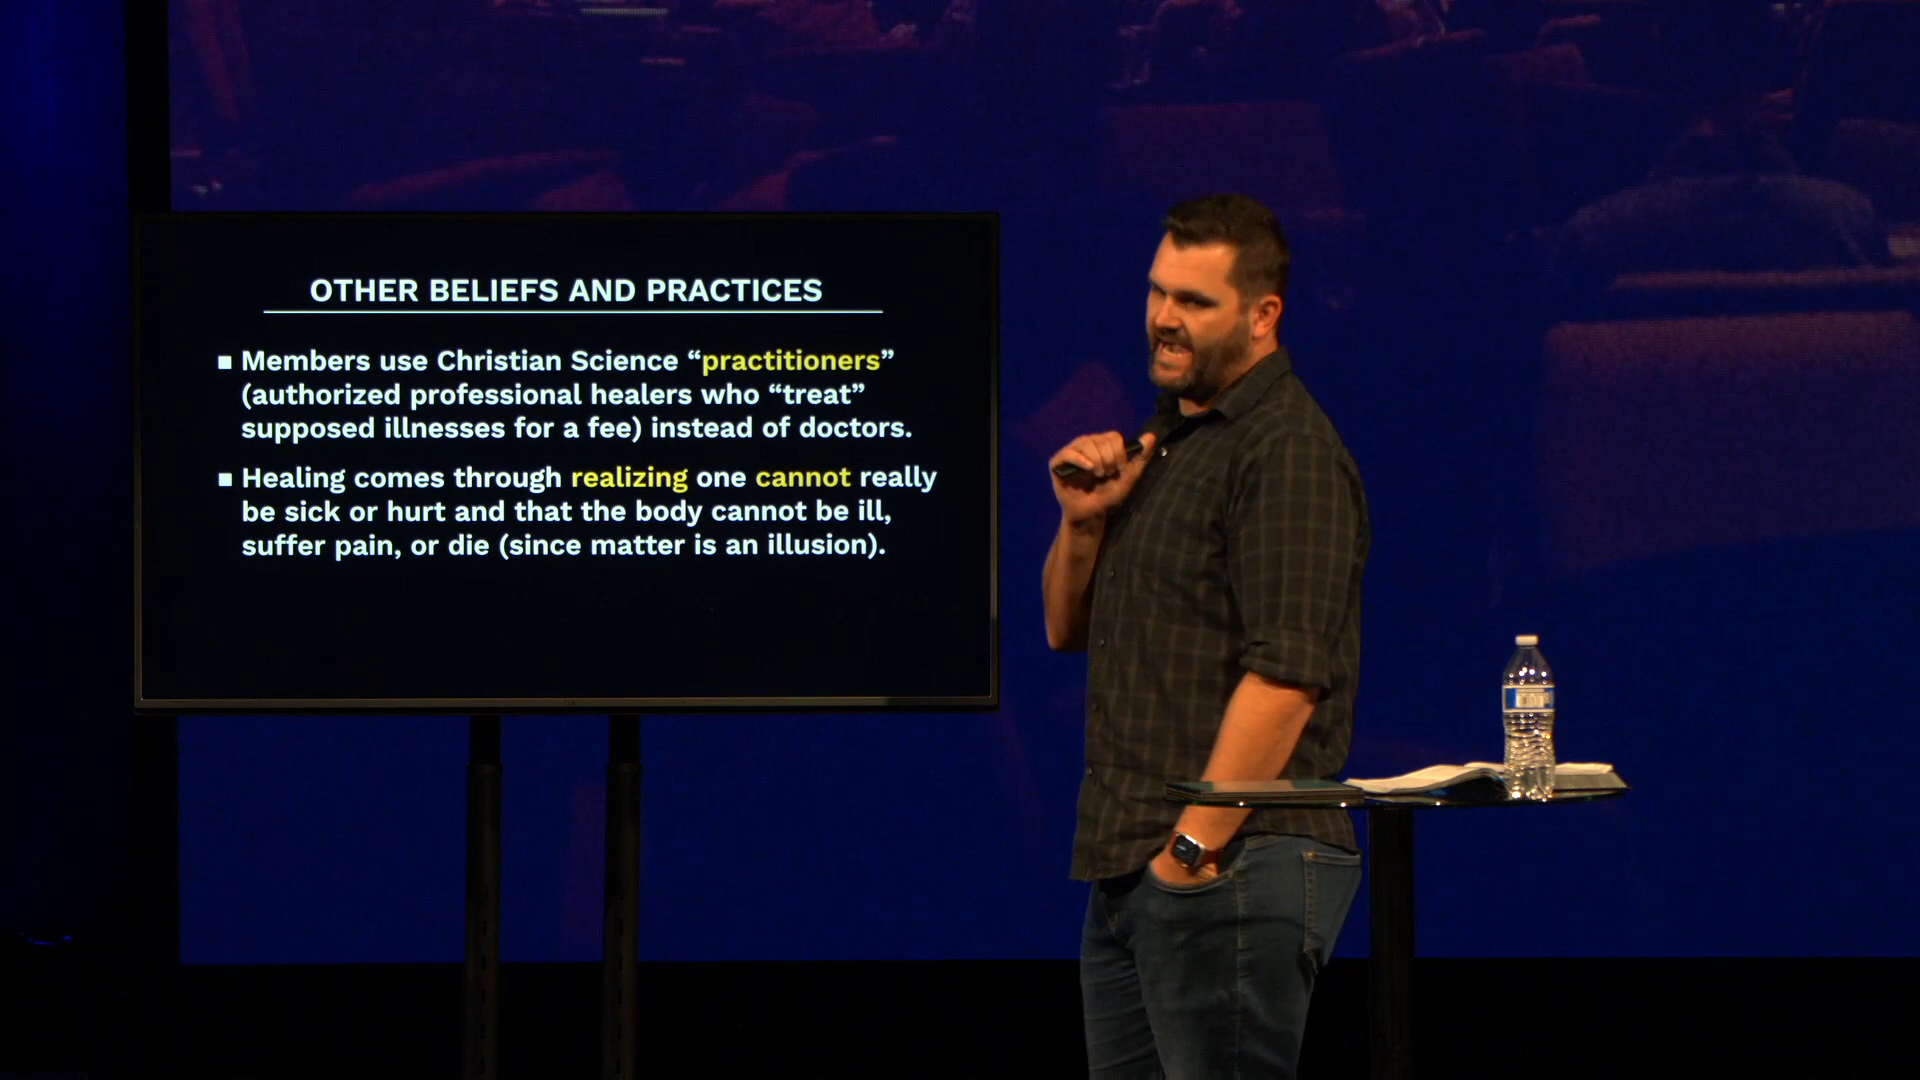 OTHER BELIEFS AND PRACTICES
■ Members use Christian Science “practitioners”
(authorized professional healers who “treat”
supposed illnesses for a fee) instead of doctors.
■ Healing comes through realizing one cannot really
be sick or hurt and that the body cannot be ill,
suffer pain, or die (since matter is an illusion).